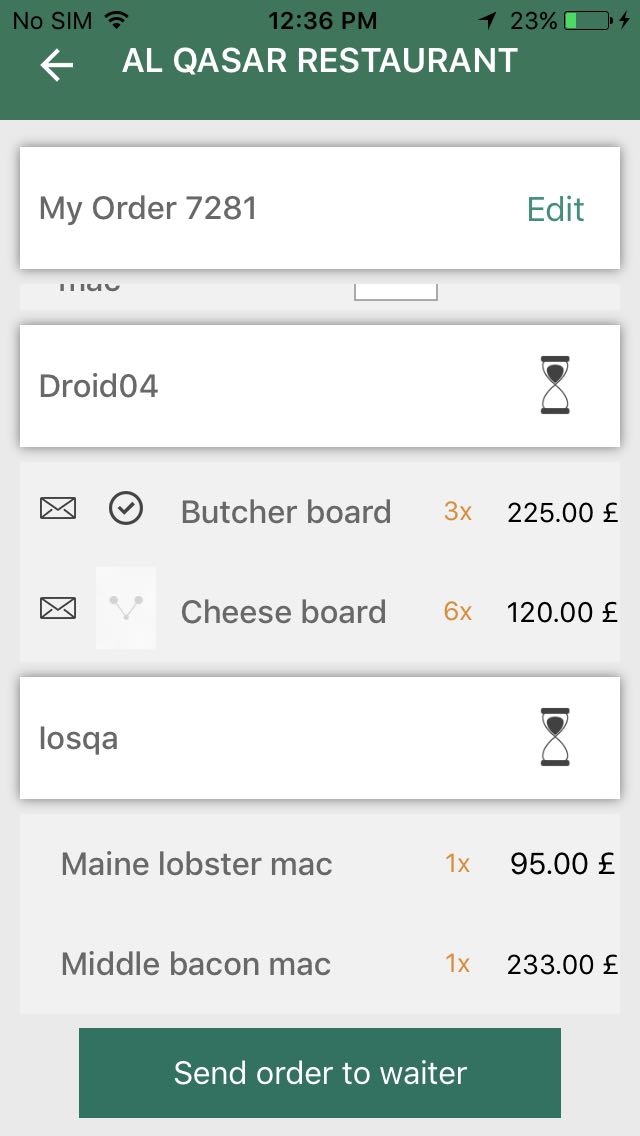 No SIM 12:36 PM 23%
AL QASAR RESTAURANT
My Order 7281 Edit
mac
Droid04
Butcher board 3x 225.00 £
Cheese board 6x 120.00 £
Iosqa
Maine lobster mac 1x 95.00 £
Middle bacon mac 1x 233.00 £
Send order to waiter